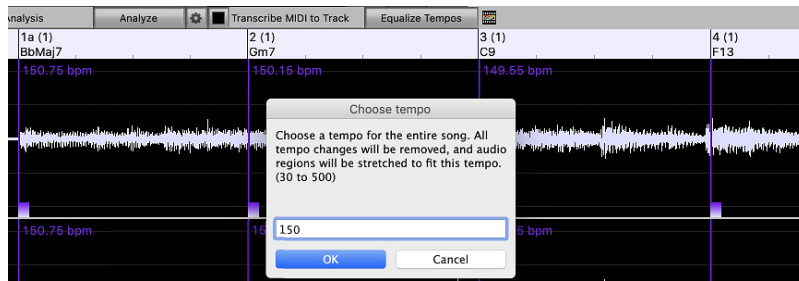 Analysis Analyze Transcribe MIDI to Track Equalize Tempos
1a (1) 2 (1) 3 (1) 4 (1)
BbMaj7 Gm7 C9 F13
150.75 bpm 150.15 bpm 149.55 bpm
Choose tempo
Choose a tempo for the entire song. All
tempo changes will be removed, and audio
regions will be stretched to fit this tempo.
(30 to 500)
150.75 bpm 15 5 bpm
150
OK Cancel